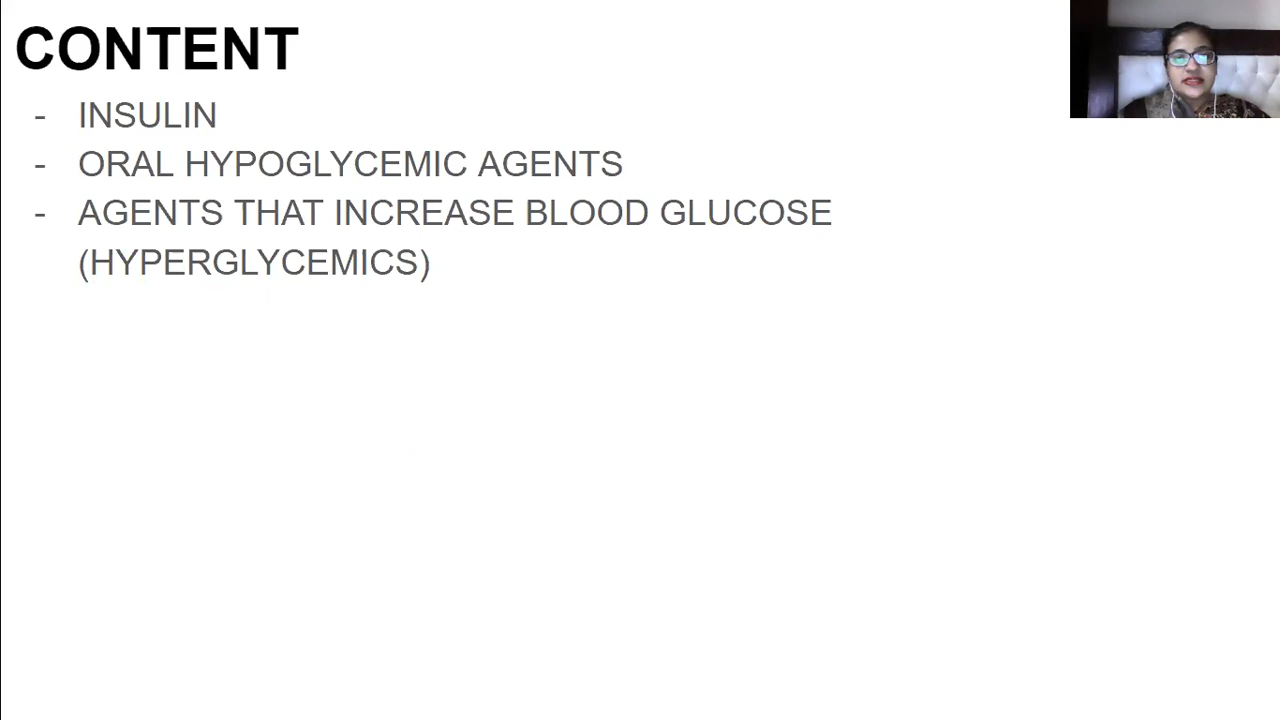 CONTENT
- INSULIN
- ORAL HYPOGLYCEMIC AGENTS
- AGENTS THAT INCREASE BLOOD GLUCOSE
(HYPERGLYCEMICS)